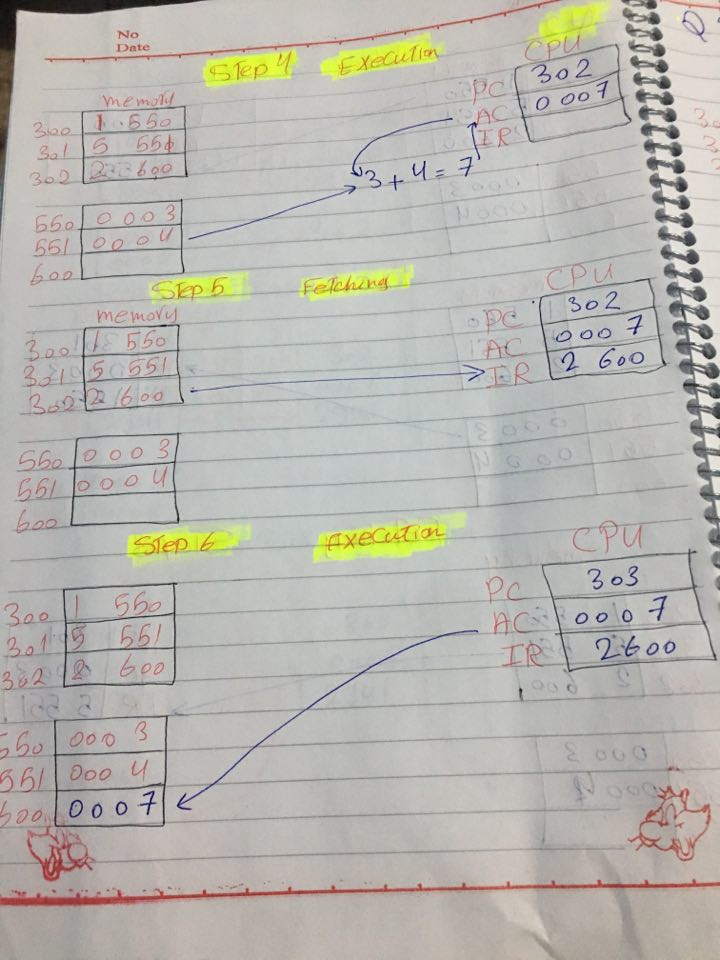 No
Date
Step 4 Execution
CPU
memory
PC 302
AC 0007
IR
300 1 550
301 5 551
302 2 600
3 + 4 = 7
550 0003
551 0004
600
Step 5 Fetching
CPU
memory
PC 302
AC 0007
IR 2 600
300 1 550
301 5 551
302 2 600
550 0003
551 0004
600
Step 6 AXecution
CPU
PC 303
AC 0007
IR 2600
300 1 550
301 5 551
302 2 600
550 0003
551 0004
600 0007